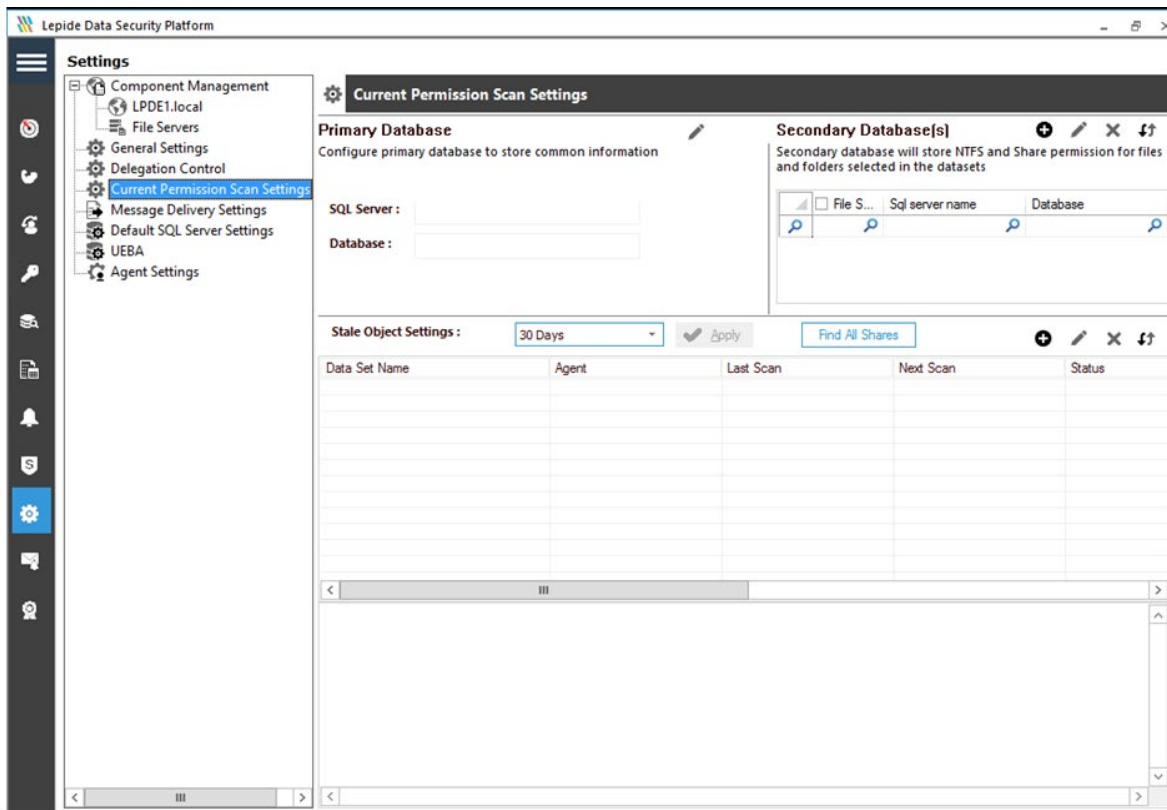 Lepide Data Security Platform
Settings
Component Management
LPDE1.local
File Servers
General Settings
Delegation Control
Current Permission Scan Settings
Message Delivery Settings
Default SQL Server Settings
UEBA
Agent Settings
Current Permission Scan Settings
Primary Database
Configure primary database to store common information
SQL Server :
Database :
Secondary Database(s)
Secondary database will store NTFS and Share permission for files
and folders selected in the datasets
File S... Sql server name Database
Stale Object Settings : 30 Days Apply Find All Shares
Data Set Name Agent Last Scan Next Scan Status